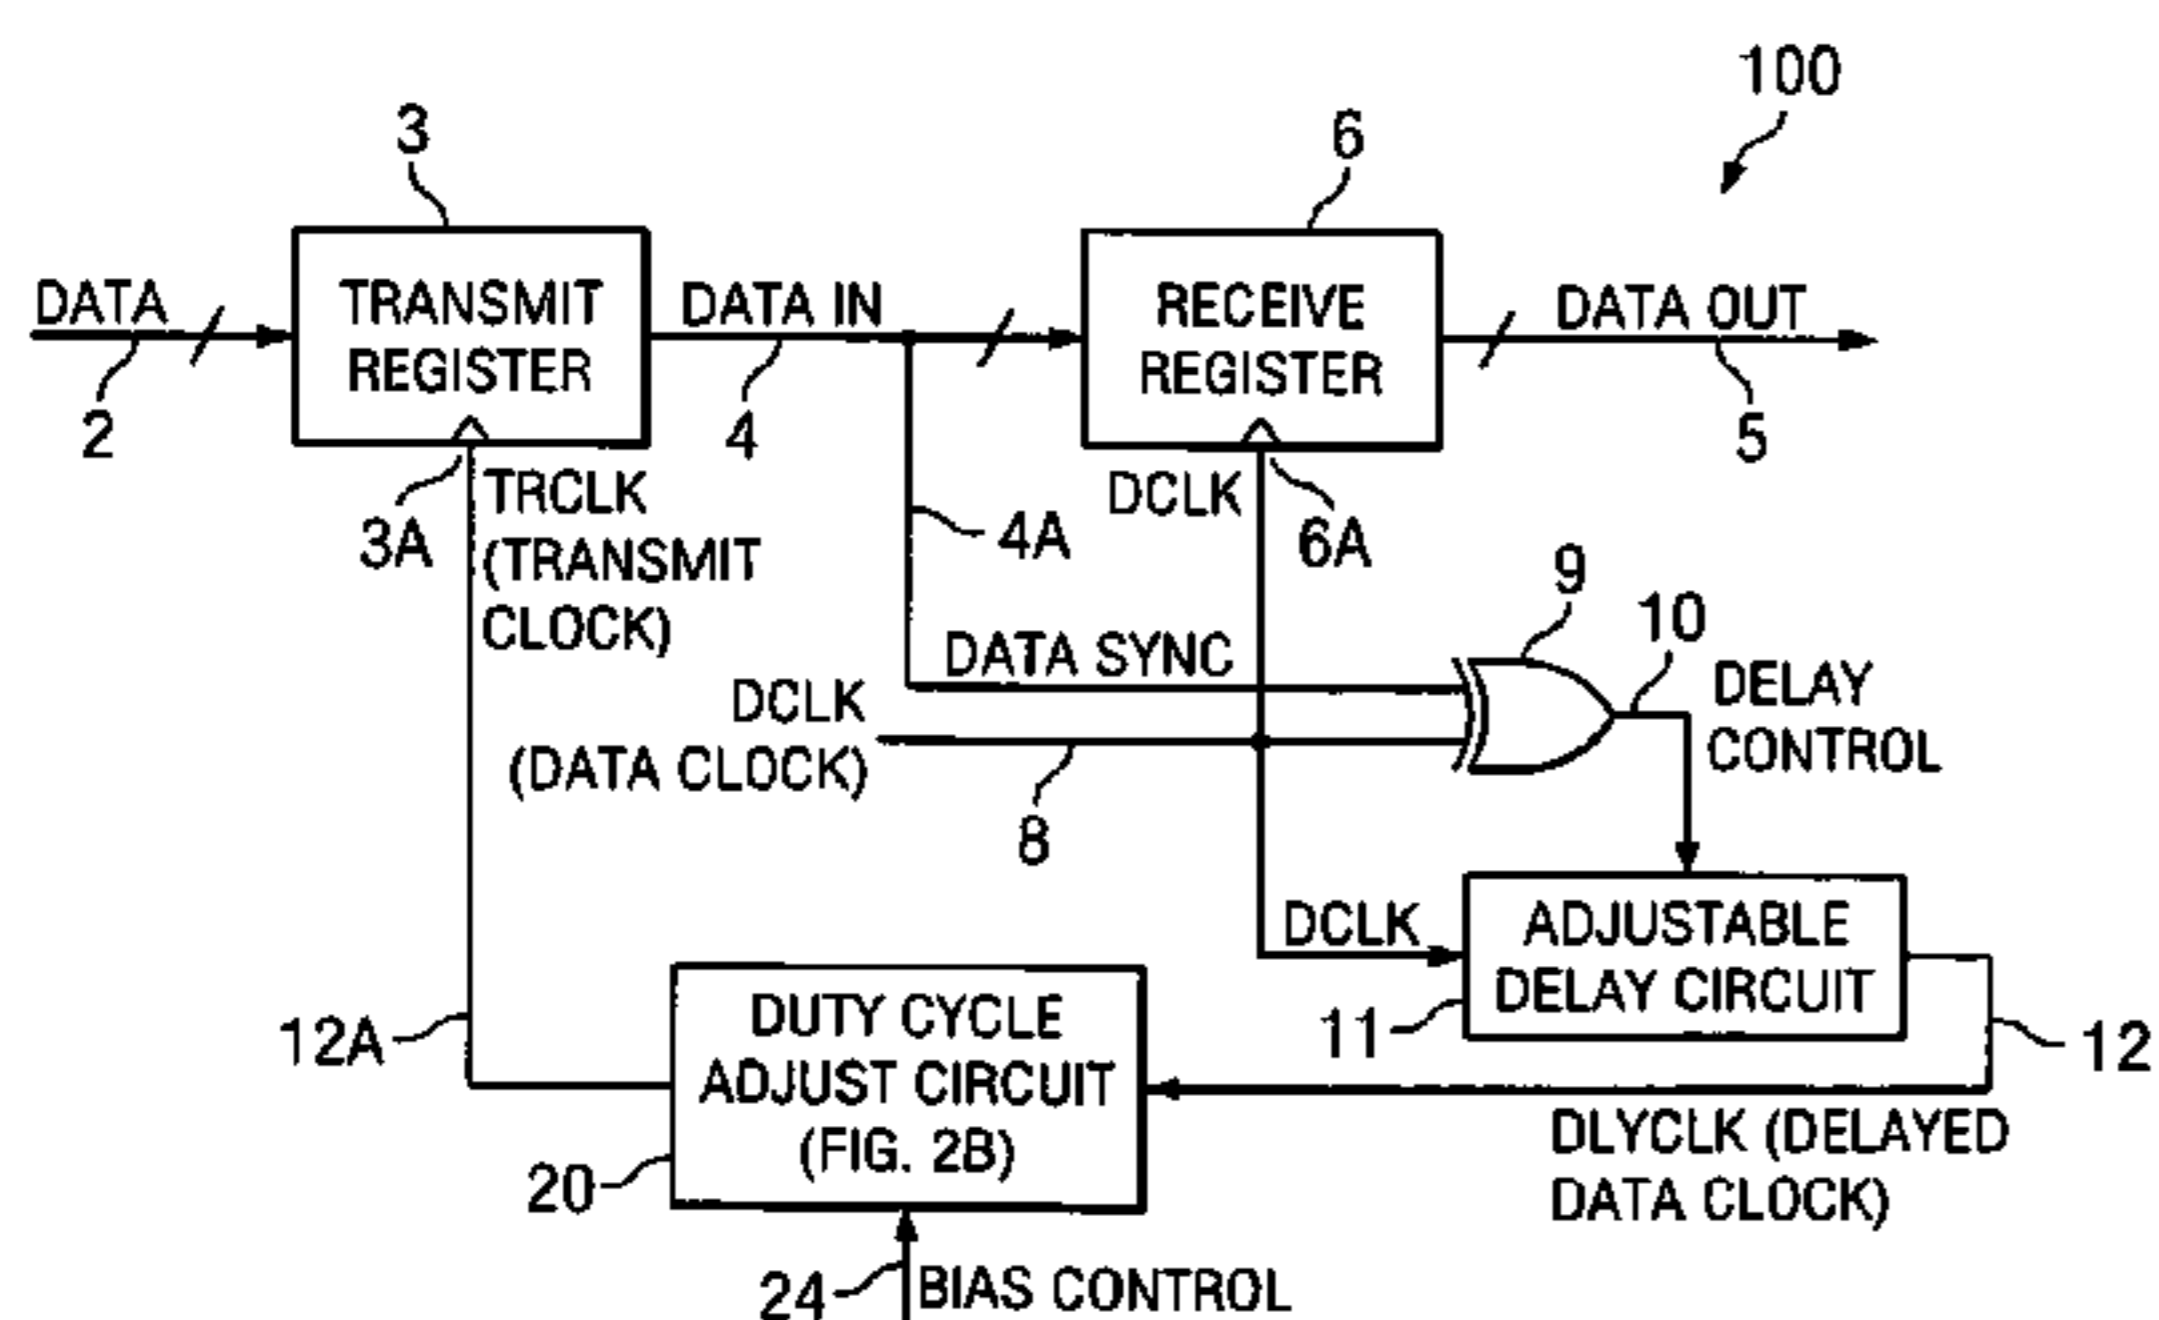 100
3
6
DATA
TRANSMIT
REGISTER
DATA IN
RECEIVE
REGISTER
DATA OUT
2
4
5
3A
TRCLK
(TRANSMIT
CLOCK)
4A
DCLK
6A
9
10
DATA SYNC
DELAY
CONTROL
DCLK
(DATA CLOCK)
8
DCLK
ADJUSTABLE
DELAY CIRCUIT
11
12
12A
DUTY CYCLE
ADJUST CIRCUIT
(FIG. 2B)
20
DLYCLK (DELAYED
DATA CLOCK)
24
BIAS CONTROL